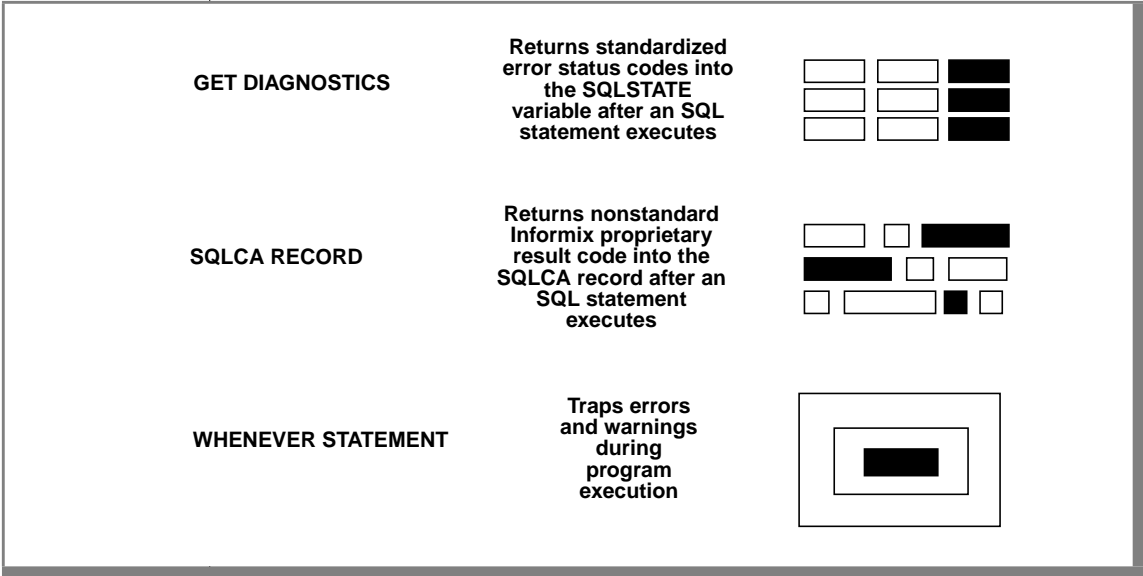 GET DIAGNOSTICS
Returns standardized
error status codes into
the SQLSTATE
variable after an SQL
statement executes
SQLCA RECORD
Returns nonstandard
Informix proprietary
result code into the
SQLCA record after an
SQL statement
executes
WHENEVER STATEMENT
Traps errors
and warnings
during
program
execution